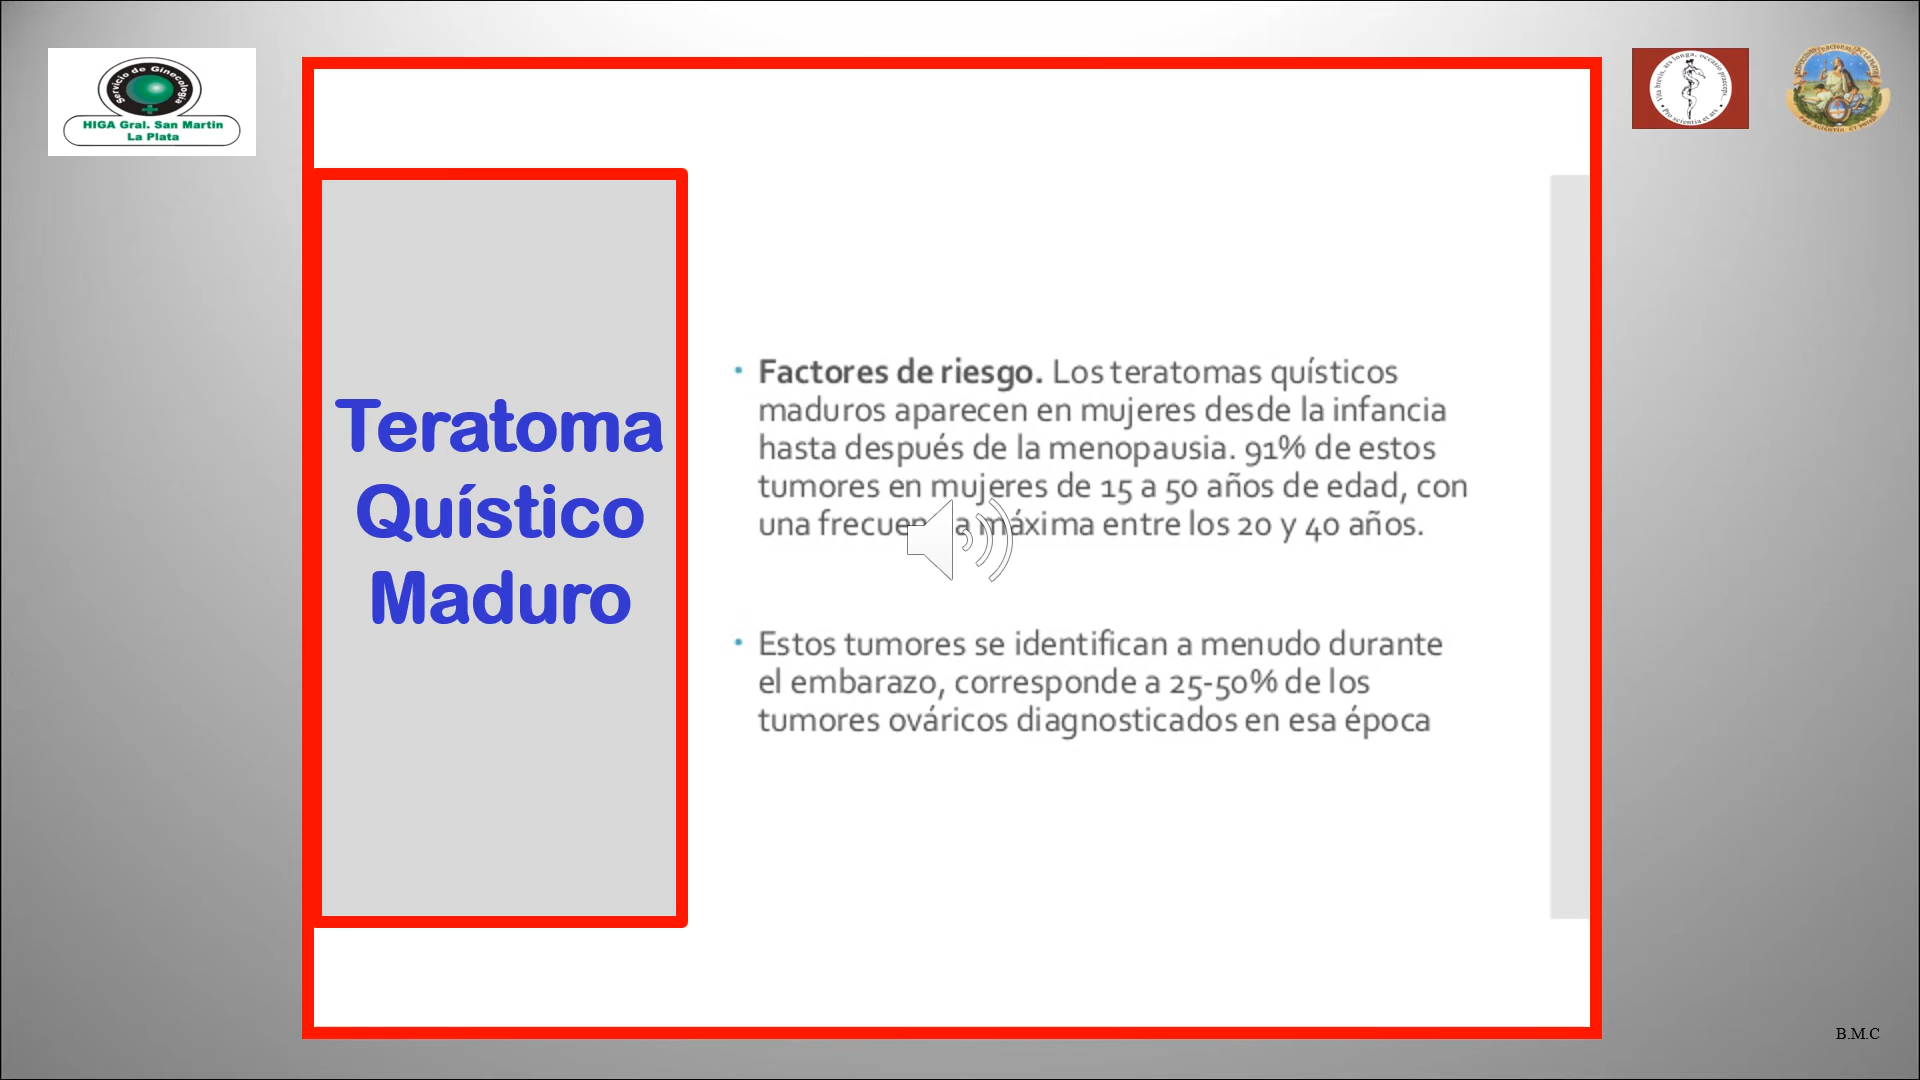 Servicio de Ginecología
HIGA Gral. San Martin
La Plata
Teratoma
Quístico
Maduro
• Factores de riesgo. Los teratomas quísticos
maduros aparecen en mujeres desde la infancia
hasta después de la menopausia. 91% de estos
tumores en mujeres de 15 a 50 años de edad, con
una máxima entre los 20 y 40 años.
• Estos tumores se identifican a menudo durante
el embarazo, corresponde a 25-50% de los
tumores ováricos diagnosticados en esa época
B.M.C